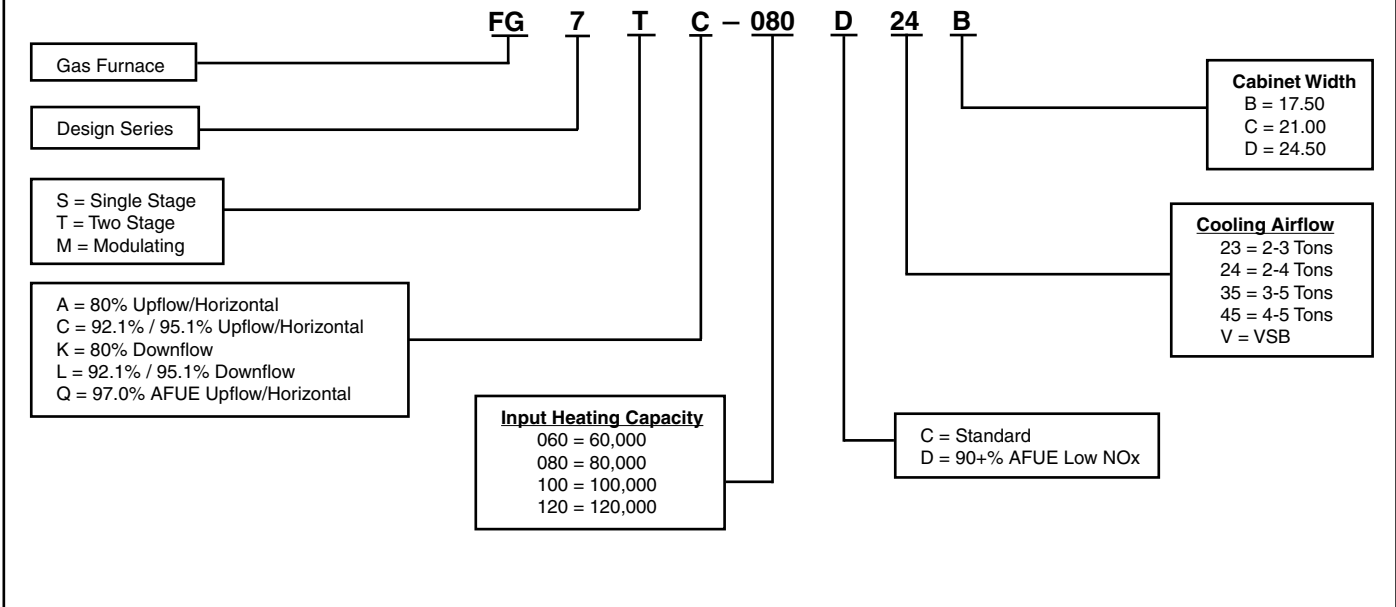 FG 7 T C – 080 D 24 B
Gas Furnace
Design Series
S = Single Stage
T = Two Stage
M = Modulating
A = 80% Upflow/Horizontal
C = 92.1% / 95.1% Upflow/Horizontal
K = 80% Downflow
L = 92.1% / 95.1% Downflow
Q = 97.0% AFUE Upflow/Horizontal
Input Heating Capacity
060 = 60,000
080 = 80,000
100 = 100,000
120 = 120,000
Cabinet Width
B = 17.50
C = 21.00
D = 24.50
Cooling Airflow
23 = 2-3 Tons
24 = 2-4 Tons
35 = 3-5 Tons
45 = 4-5 Tons
V = VSB
C = Standard
D = 90+% AFUE Low NOx